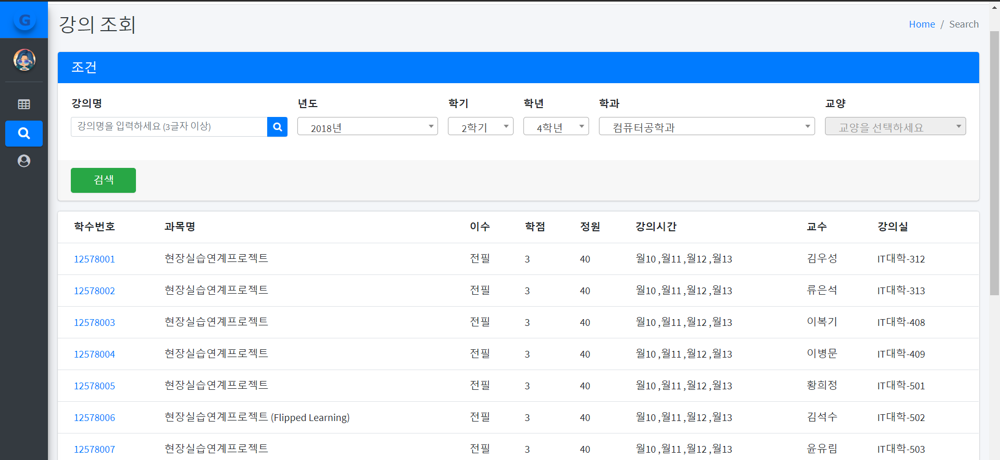 G
강의 조회
Home / Search
조건
강의명 년도 학기 학년 학과 교양
강의명을 입력하세요 (3글자 이상) 2018년 2학기 4학년 컴퓨터공학과 교양을 선택하세요
검색
학수번호 과목명 이수 학점 정원 강의시간 교수 강의실
12578001 현장실습연계프로젝트 전필 3 40 월10 ,월11 ,월12 ,월13 김우성 IT대학-312
12578002 현장실습연계프로젝트 전필 3 40 월10 ,월11 ,월12 ,월13 류은석 IT대학-313
12578003 현장실습연계프로젝트 전필 3 40 월10 ,월11 ,월12 ,월13 이복기 IT대학-408
12578004 현장실습연계프로젝트 전필 3 40 월10 ,월11 ,월12 ,월13 이병문 IT대학-409
12578005 현장실습연계프로젝트 전필 3 40 월10 ,월11 ,월12 ,월13 황희정 IT대학-501
12578006 현장실습연계프로젝트 (Flipped Learning) 전필 3 40 월10 ,월11 ,월12 ,월13 김석수 IT대학-502
12578007 현장실습연계프로젝트 전필 3 40 월10 ,월11 ,월12 ,월13 윤유림 IT대학-503